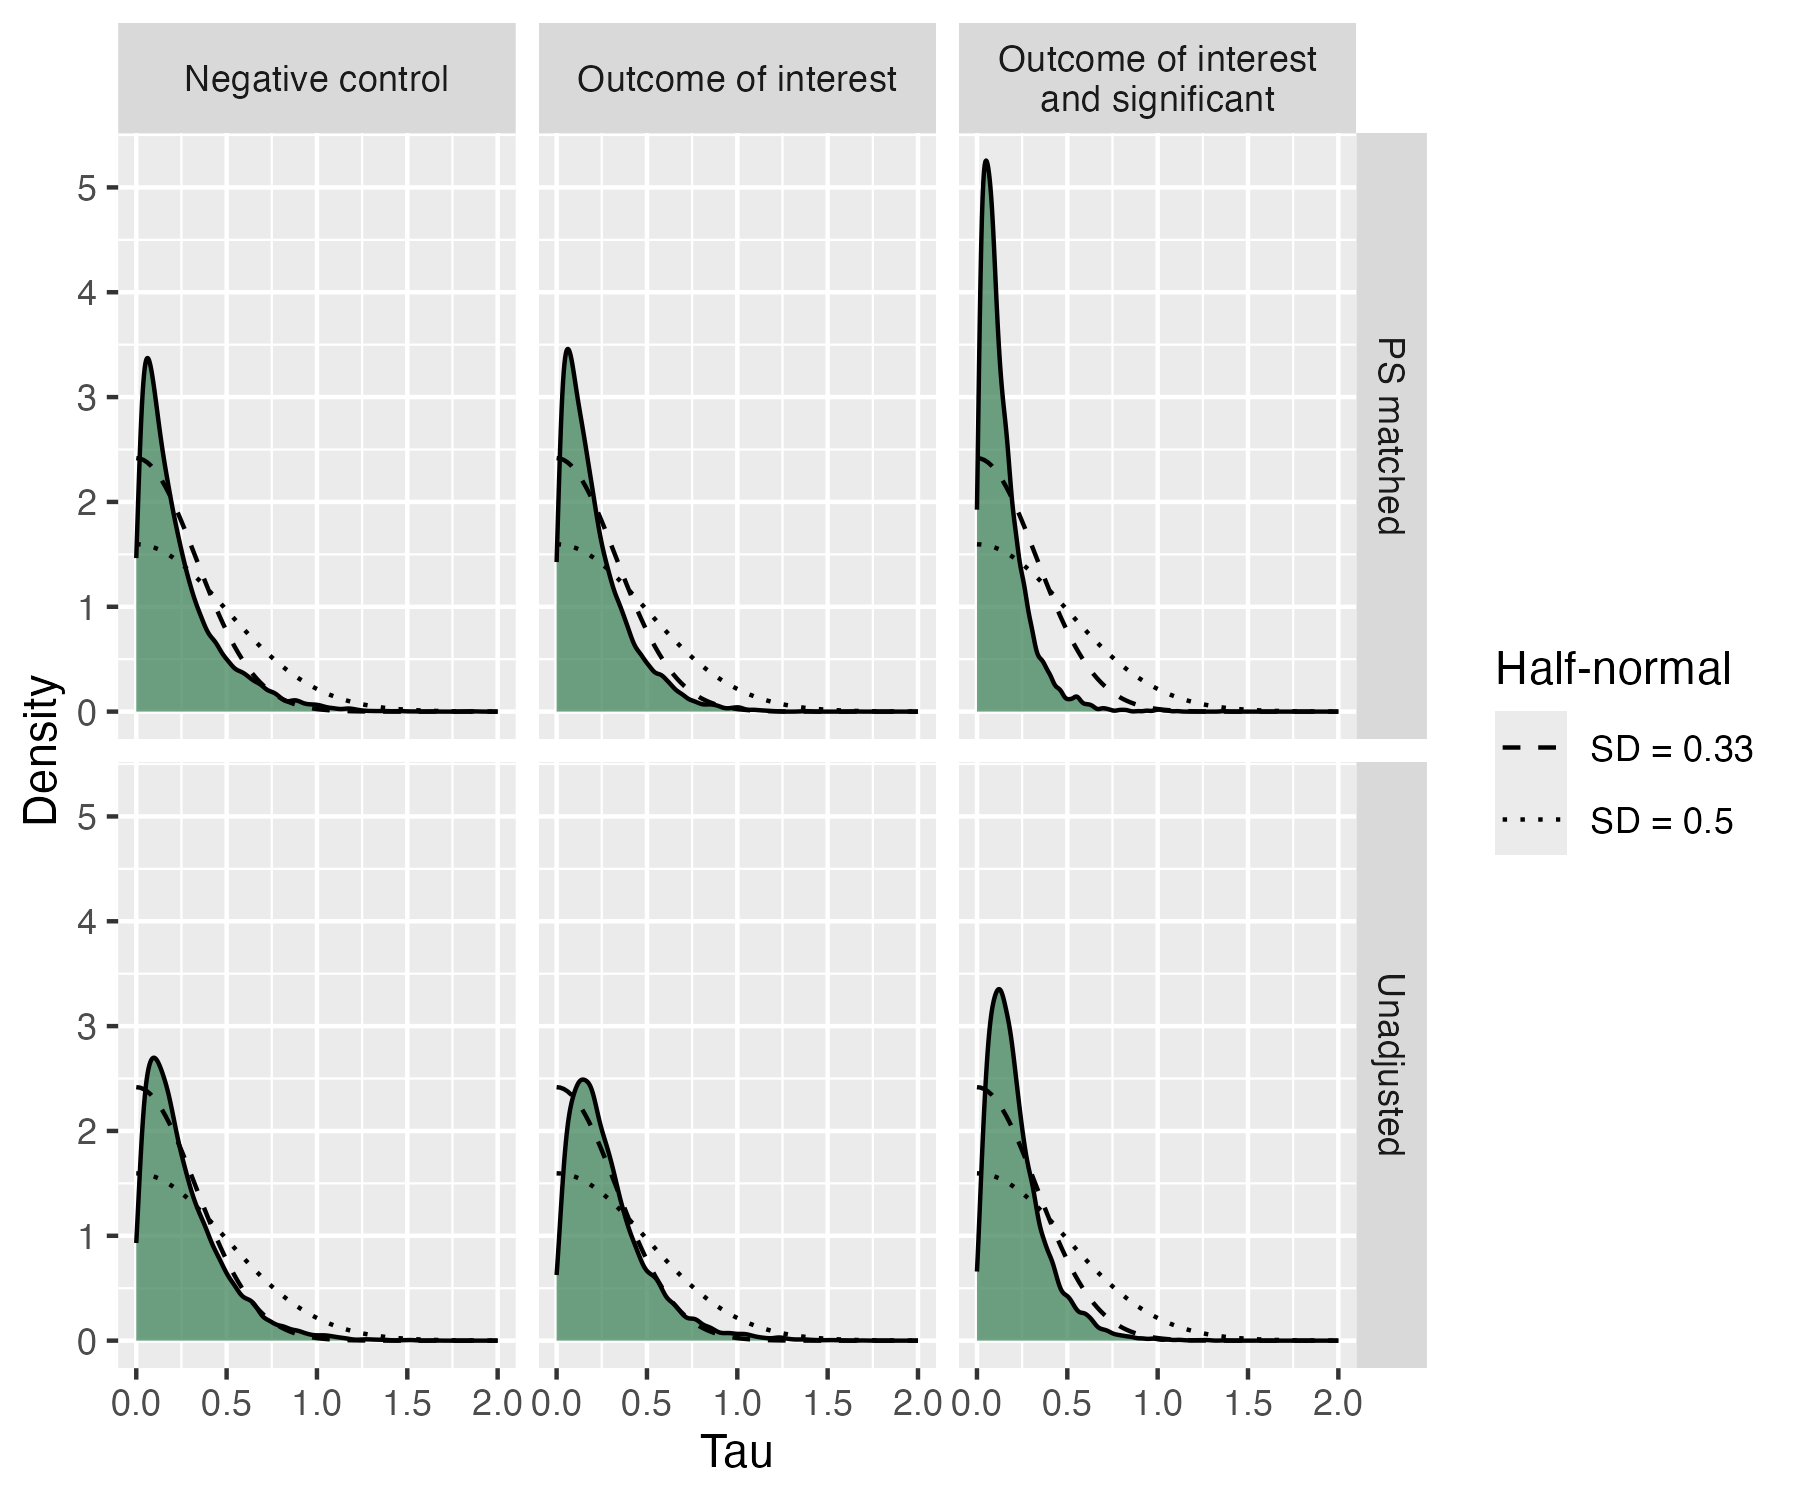 Negative control
Outcome of interest
Outcome of interest
and significant
5
4
3
2
1
0
PS matched
5
4
3
2
1
0
Unadjusted
0.0 0.5 1.0 1.5 2.0
0.0 0.5 1.0 1.5 2.0
0.0 0.5 1.0 1.5 2.0
Tau
Density
Half-normal
SD = 0.33
SD = 0.5